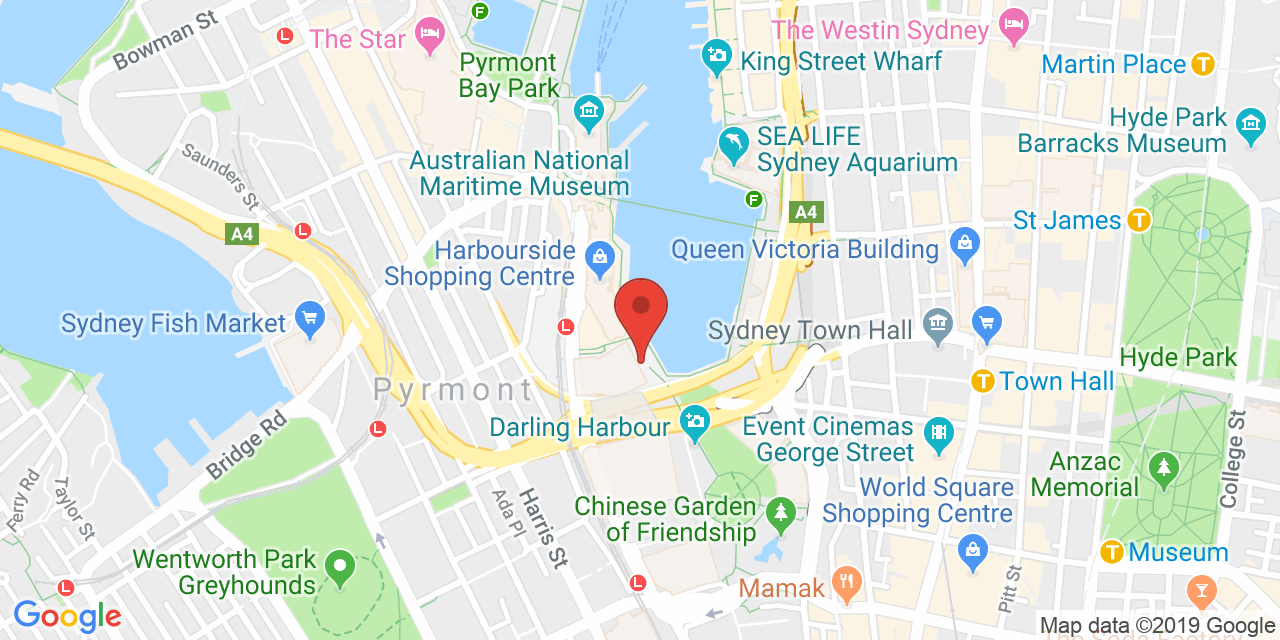 Bowman St
The Star
F
L
The Westin Sydney
King Street Wharf
Martin Place
T
Pyrmont
Bay Park
Hyde Park
Barracks Museum
SEA LIFE
Sydney Aquarium
Saunders St
Australian National
Maritime Museum
F
A4
A4
L
St James
T
Harbourside
Shopping Centre
Queen Victoria Building
Sydney Fish Market
L
Sydney Town Hall
Hyde Park
Town Hall
T
Pyrmont
Bridge Rd
L
Darling Harbour
Event Cinemas
George Street
College St
Anzac
Memorial
World Square
Shopping Centre
Ferry Rd
Taylor St
Ada Pl
Harris St
Chinese Garden
of Friendship
Wentworth Park
Greyhounds
T
Museum
L
L
Mamak
Pitt St
Google
Map data ©2019 Google